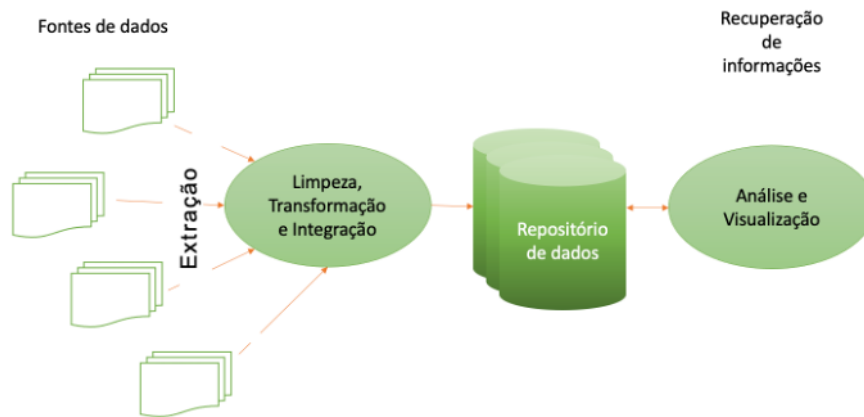 Fontes de dados
Extração
Limpeza,
Transformação
e Integração
Repositório
de dados
Recuperação
de
informações
Análise e
Visualização